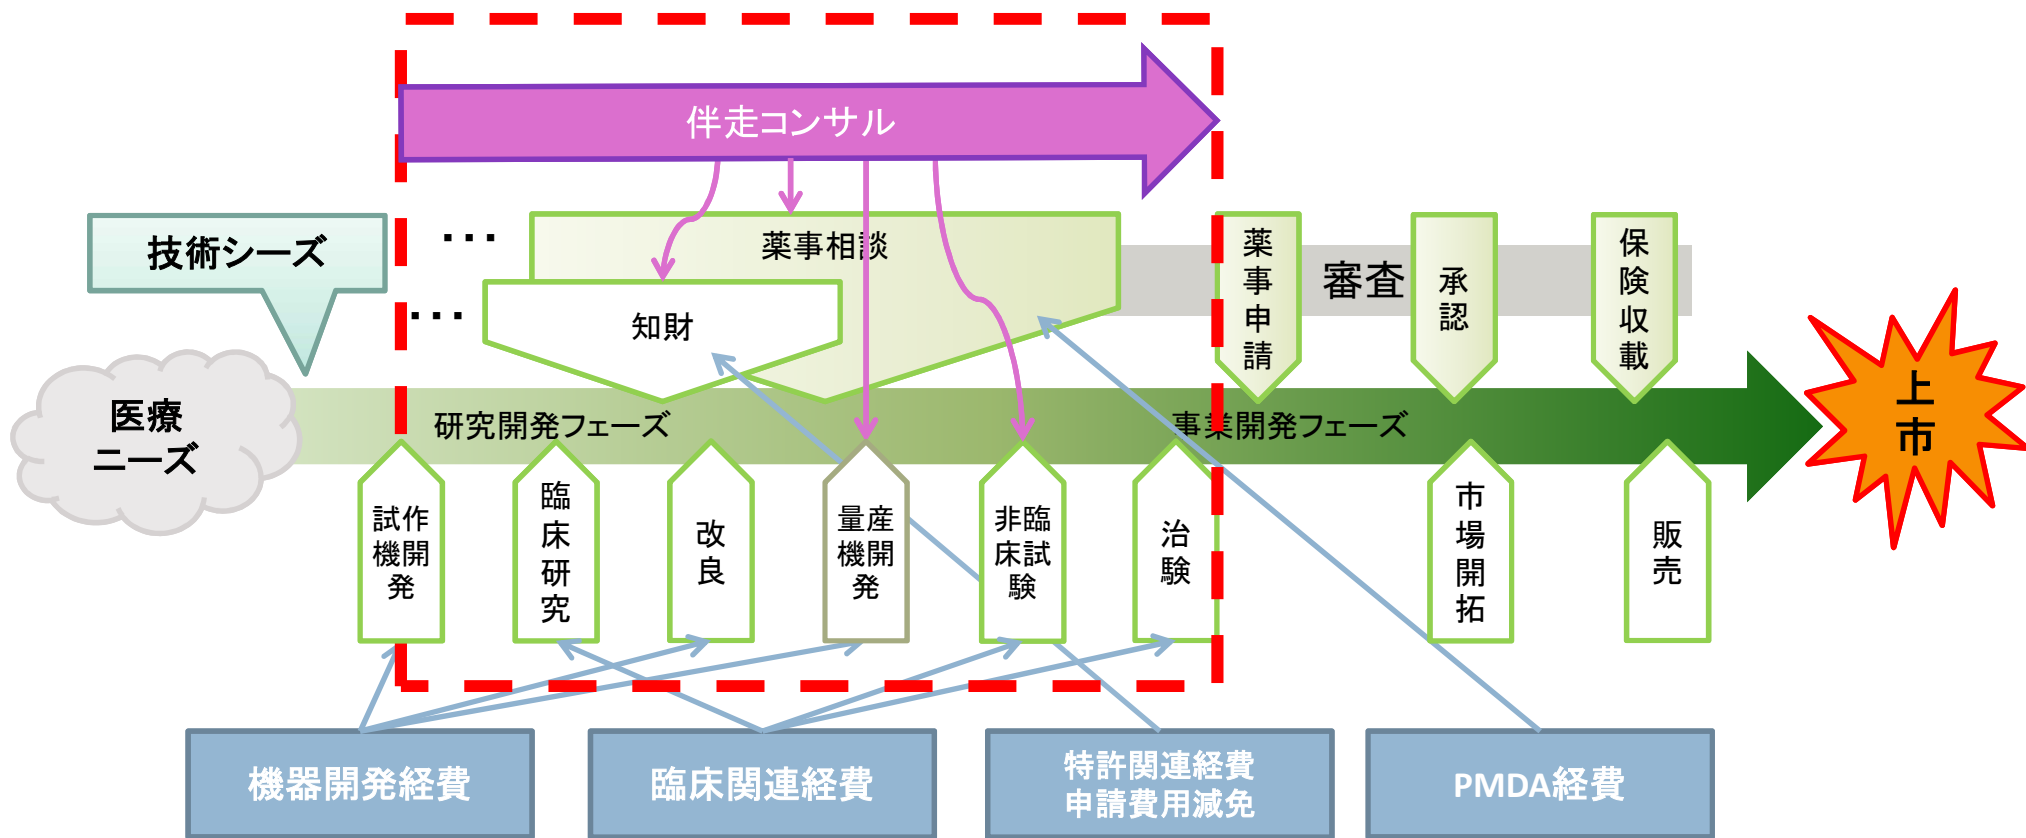 伴走コンサル
技術シーズ
・・・
薬事相談
・・・
知財
薬事申請
審査
承認
保険収載
医療
ニーズ
研究開発フェーズ
事業開発フェーズ
上市
試作
機開
発
臨床研究
改良
量産
機開
発
非臨
床試
験
治験
市場開拓
販売
機器開発経費
臨床関連経費
特許関連経費
申請費用減免
PMDA経費